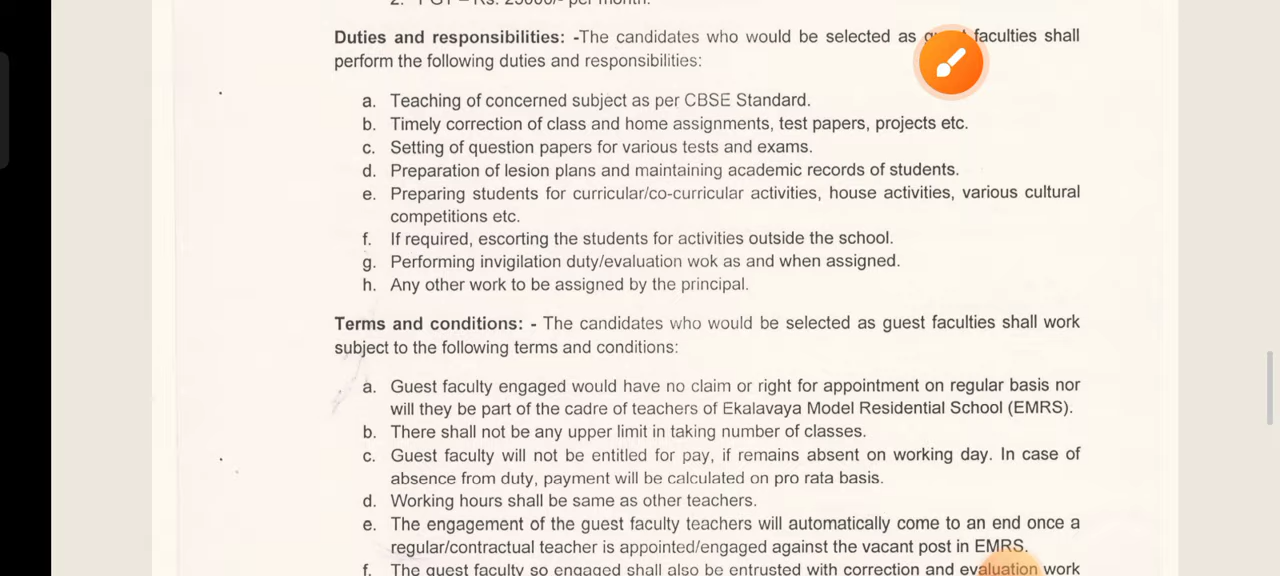 2. PGT – Rs. 25000/- per month.
Duties and responsibilities: -The candidates who would be selected as faculties shall
perform the following duties and responsibilities:
a. Teaching of concerned subject as per CBSE Standard.
b. Timely correction of class and home assignments, test papers, projects etc.
c. Setting of question papers for various tests and exams.
d. Preparation of lesion plans and maintaining academic records of students.
e. Preparing students for curricular/co-curricular activities, house activities, various cultural
competitions etc.
f. If required, escorting the students for activities outside the school.
g. Performing invigilation duty/evaluation wok as and when assigned.
h. Any other work to be assigned by the principal.
Terms and conditions: - The candidates who would be selected as guest faculties shall work
subject to the following terms and conditions:
a. Guest faculty engaged would have no claim or right for appointment on regular basis nor
will they be part of the cadre of teachers of Ekalavaya Model Residential School (EMRS).
b. There shall not be any upper limit in taking number of classes.
c. Guest faculty will not be entitled for pay, if remains absent on working day. In case of
absence from duty, payment will be calculated on pro rata basis.
d. Working hours shall be same as other teachers.
e. The engagement of the guest faculty teachers will automatically come to an end once a
regular/contractual teacher is appointed/engaged against the vacant post in EMRS.
f. The guest faculty so engaged shall also be entrusted with correction and evaluation work